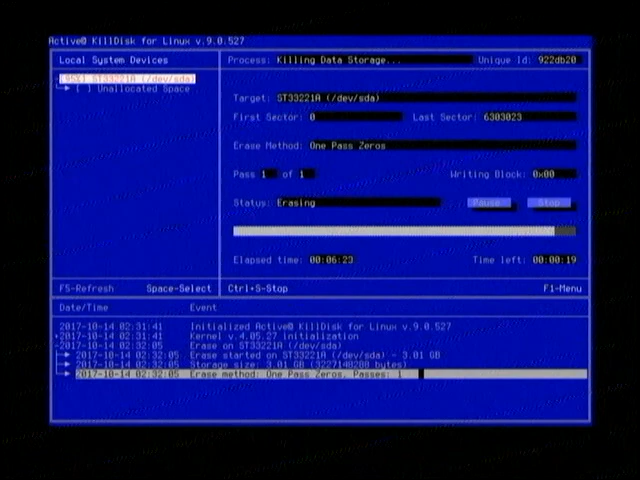 Active@ KillDisk for Linux v.9.0.527
Local System Devices
[95%] ST33221A (/dev/sda)
[ ] Unallocated Space
F5-Refresh Space-Select
Process: Killing Data Storage... Unique Id: 922db20
Target: ST33221A (/dev/sda)
First Sector: 0 Last Sector: 6303023
Erase Method: One Pass Zeros
Pass 1 of 1 Writing Block: 0x00
Status: Erasing Pause Stop
Elapsed time: 00:06:23 Time left: 00:00:19
Ctrl+S-Stop F1-Menu
Date/Time Event
2017-10-14 02:31:41 Initialized Active@ KillDisk for Linux v.9.0.527
2017-10-14 02:31:41 Kernel v.4.05.27 initialization
2017-10-14 02:32:05 Erase on ST33221A (/dev/sda)
2017-10-14 02:32:05 Erase started on ST33221A (/dev/sda) - 3.01 GB
2017-10-14 02:32:05 Storage size: 3.01 GB (3227148288 bytes)
2017-10-14 02:32:05 Erase method: One Pass Zeros, Passes: 1